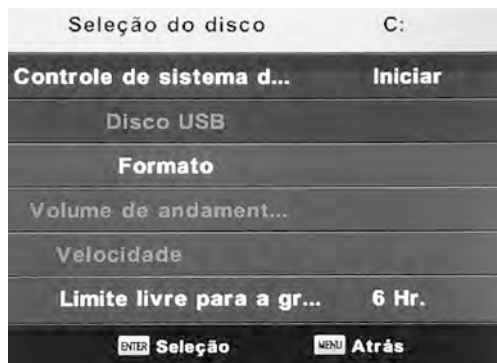 Seleção do disco C:
Controle de sistema d... Iniciar
Disco USB
Formato
Volume de andament...
Velocidade
Limite livre para a gr... 6 Hr.
ENTER Seleção MENU Atrás